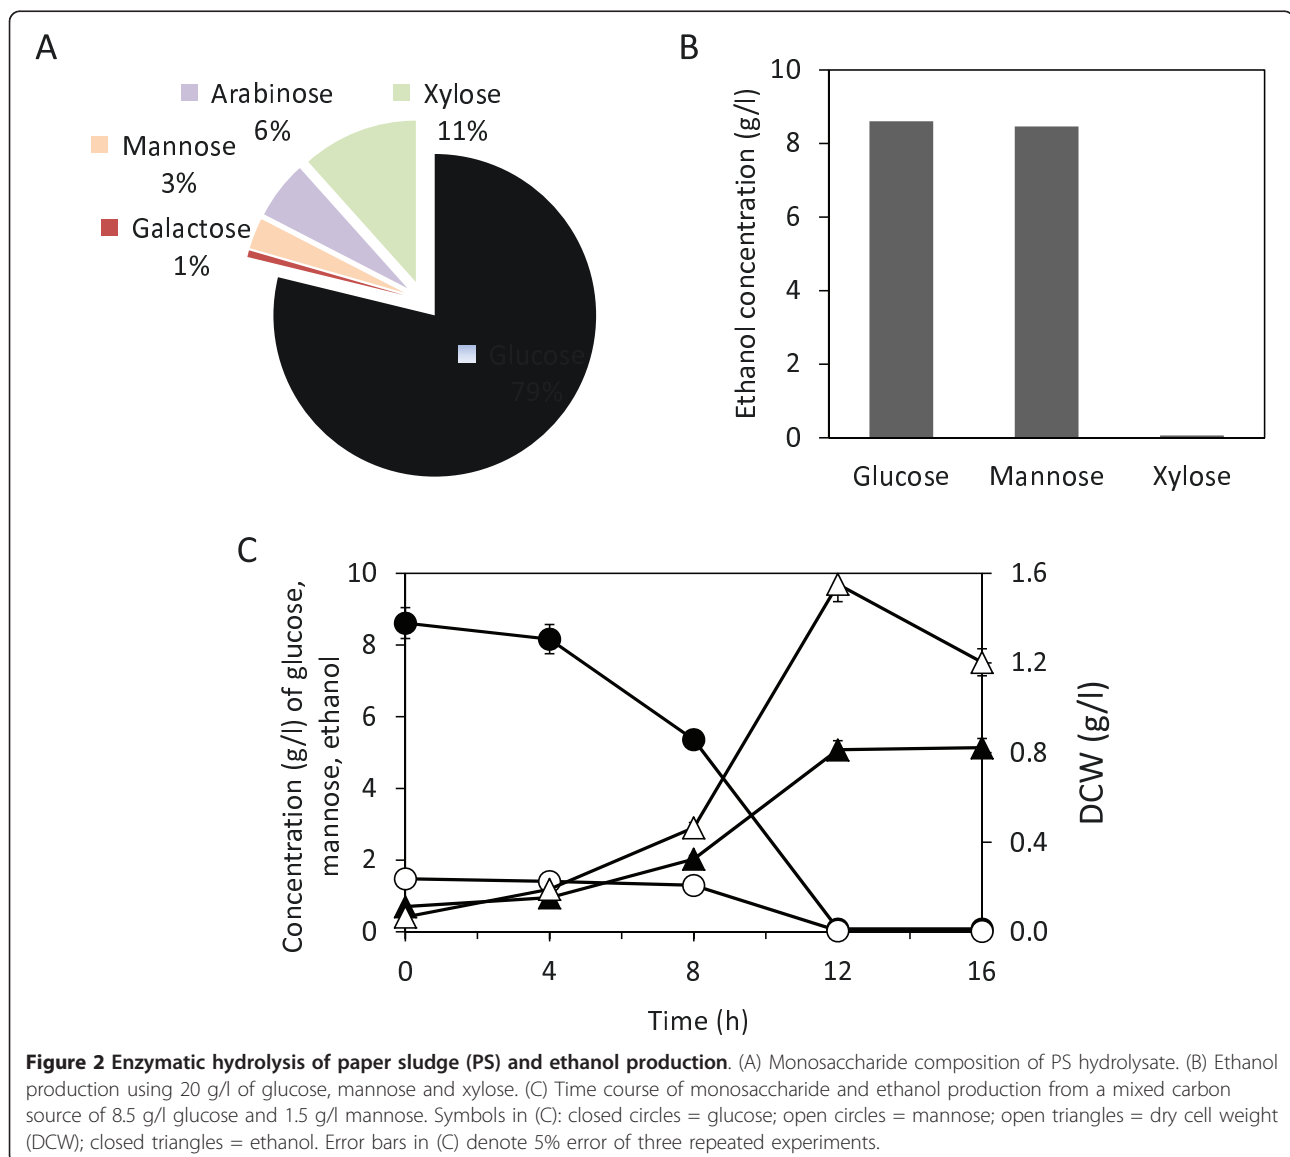 A
Arabinose
6%
Xylose
11%
Mannose
3%
Galactose
1%
Glucose
79%
B
Ethanol concentration (g/l)
10
8
6
4
2
0
Glucose Mannose Xylose
C
Concentration (g/l) of glucose,
mannose, ethanol
10
8
6
4
2
0
1.6
1.2
0.8
0.4
0.0
DCW (g/l)
0 4 8 12 16
Time (h)
Figure 2 Enzymatic hydrolysis of paper sludge (PS) and ethanol production. (A) Monosaccharide composition of PS hydrolysate. (B) Ethanol
production using 20 g/l of glucose, mannose and xylose. (C) Time course of monosaccharide and ethanol production from a mixed carbon
source of 8.5 g/l glucose and 1.5 g/l mannose. Symbols in (C): closed circles = glucose; open circles = mannose; open triangles = dry cell weight
(DCW); closed triangles = ethanol. Error bars in (C) denote 5% error of three repeated experiments.